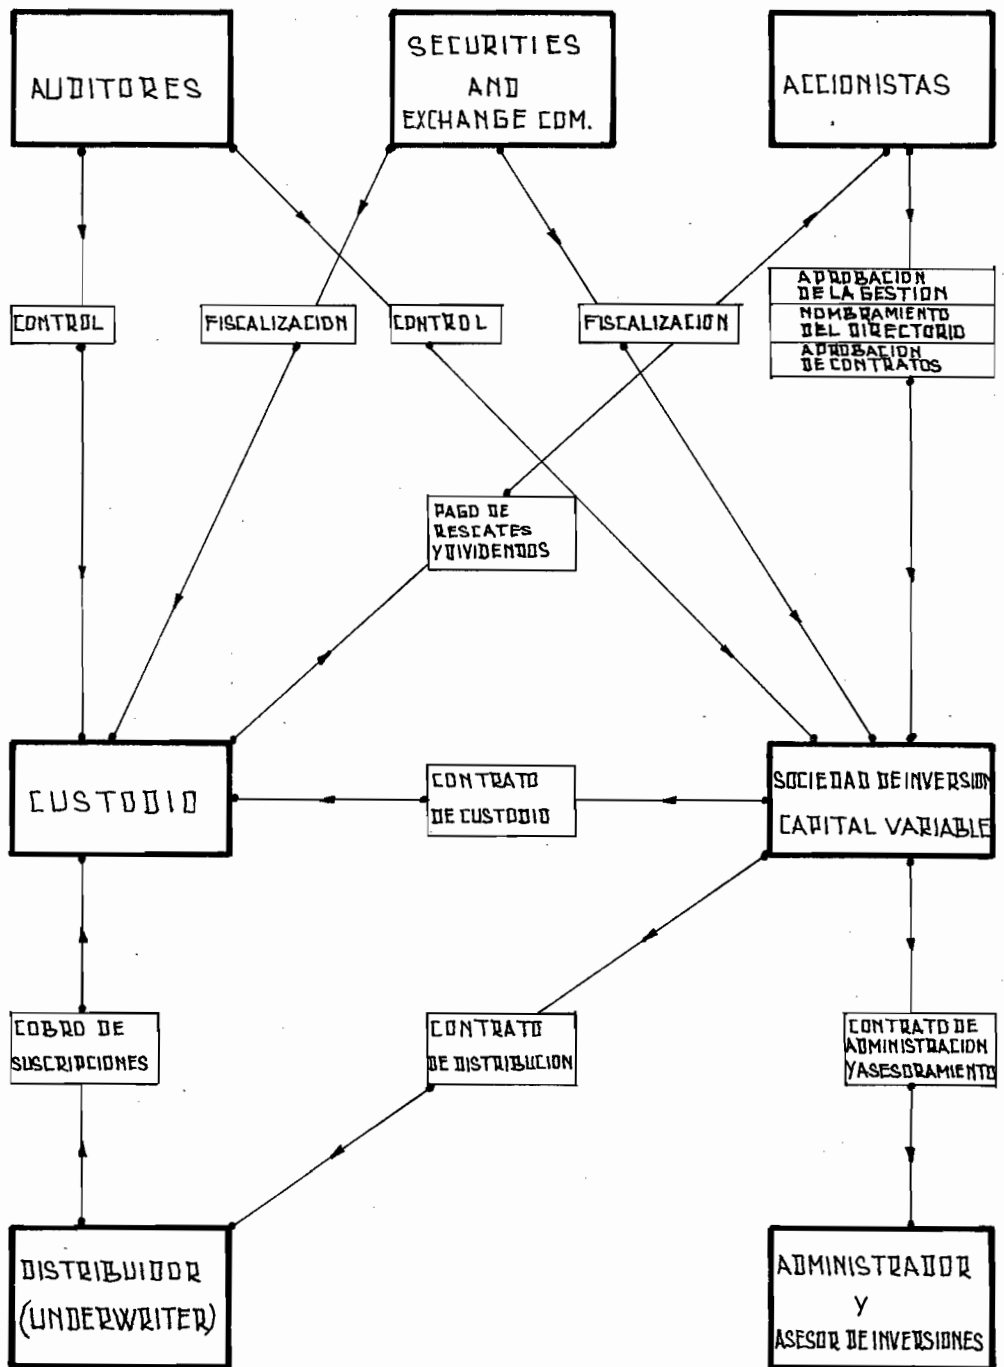 AUDITORES
SECURITIES
AND
EXCHANGE COM.
ACCIONISTAS
CONTROL
FISCALIZACION
CONTROL
FISCALIZACION
APROBACION
DE LA GESTION
NOMBRAMIENTO
DEL DIRECTORIO
APROBACION
DE CONTRATOS
PAGO DE
RESCATES
Y DIVIDENDOS
CUSTODIO
CONTRATO
DE CUSTODIO
SOCIEDAD DE INVERSION
CAPITAL VARIABLE
COBRO DE
SUSCRIPCIONES
CONTRATO
DE DISTRIBUCION
CONTRATO DE
ADMINISTRACION
Y ASESORAMIENTO
DISTRIBUIDOR
(UNDERWRITER)
ADMINISTRADOR
Y
ASESOR DE INVERSIONES